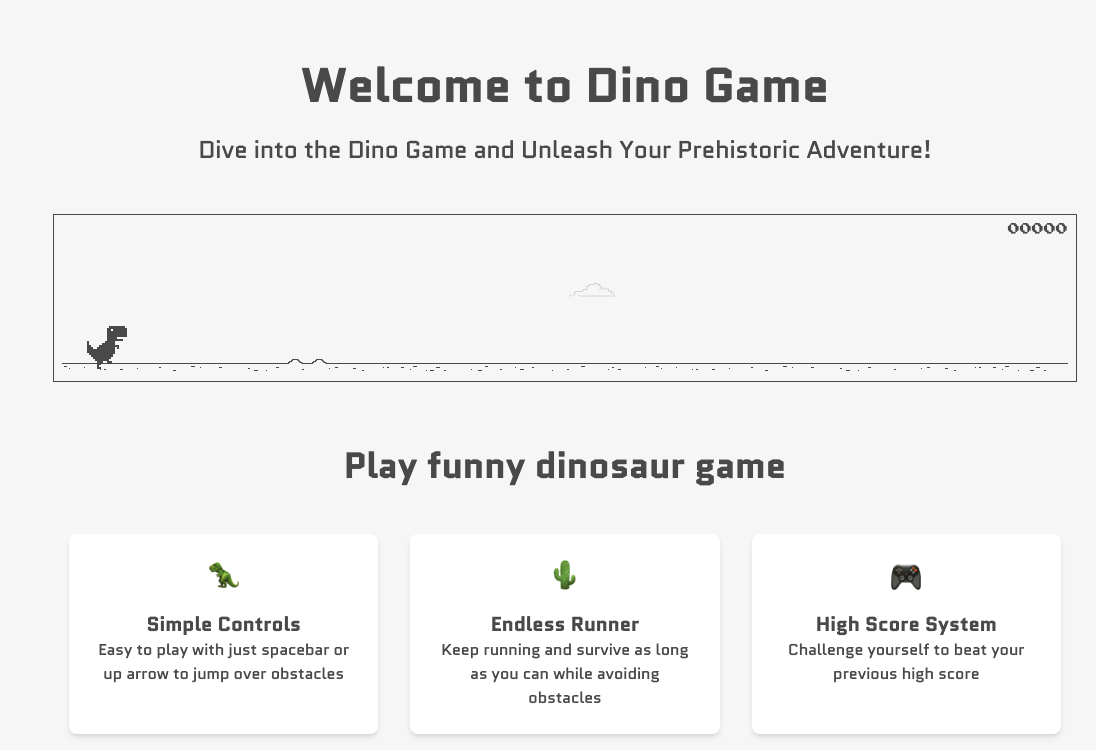 Welcome to Dino Game
Dive into the Dino Game and Unleash Your Prehistoric Adventure!
00000
Play funny dinosaur game
Simple Controls
Easy to play with just spacebar or
up arrow to jump over obstacles
Endless Runner
Keep running and survive as long
as you can while avoiding
obstacles
High Score System
Challenge yourself to beat your
previous high score